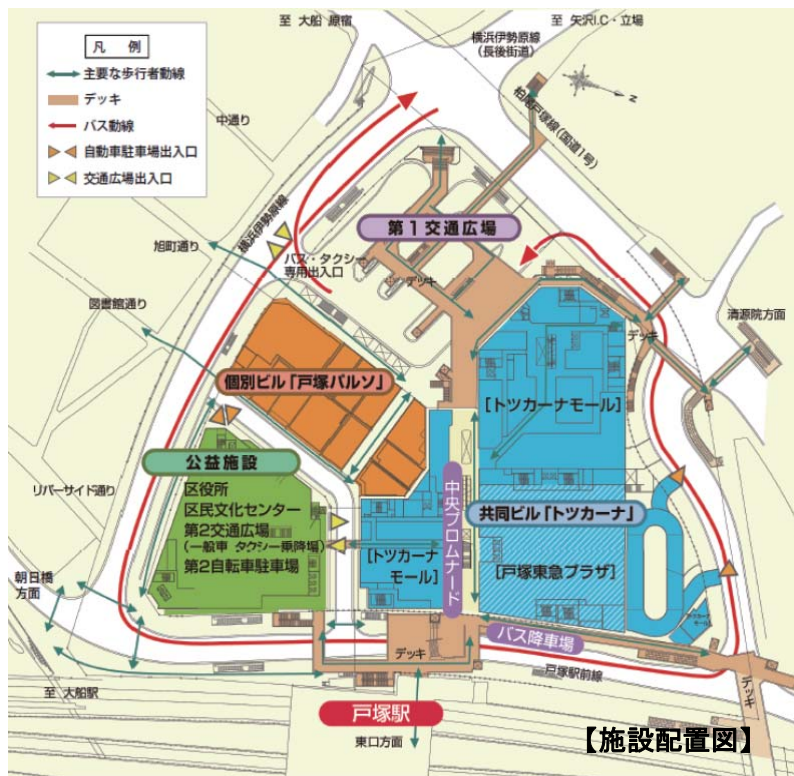 凡 例
主要な歩行者動線
デッキ
バス動線
自動車駐車場出入口
交通広場出入口
至 大船 原宿
至 矢沢I.C・立場
横浜伊勢原線
(長後街道)
柏尾戸塚線(国道1号)
N
中通り
横浜伊勢原線
旭町通り
バス・タクシー
専用出入口
第1交通広場
デッキ
図書館通り
清源院方面
デッキ
個別ビル「戸塚パルソ」
[トツカーナモール]
公益施設
区役所
区民文化センター
第2交通広場
(一般車 タクシー乗降場)
第2自転車駐車場
リバーサイド通り
中央プロムナード
共同ビル「トツカーナ」
[トツカーナ
モール]
[戸塚東急プラザ]
トツカーナ
モール
朝日橋
方面
バス降車場
デッキ
戸塚駅前線
デッキ
至 大船駅
戸塚駅
東口方面
【施設配置図】